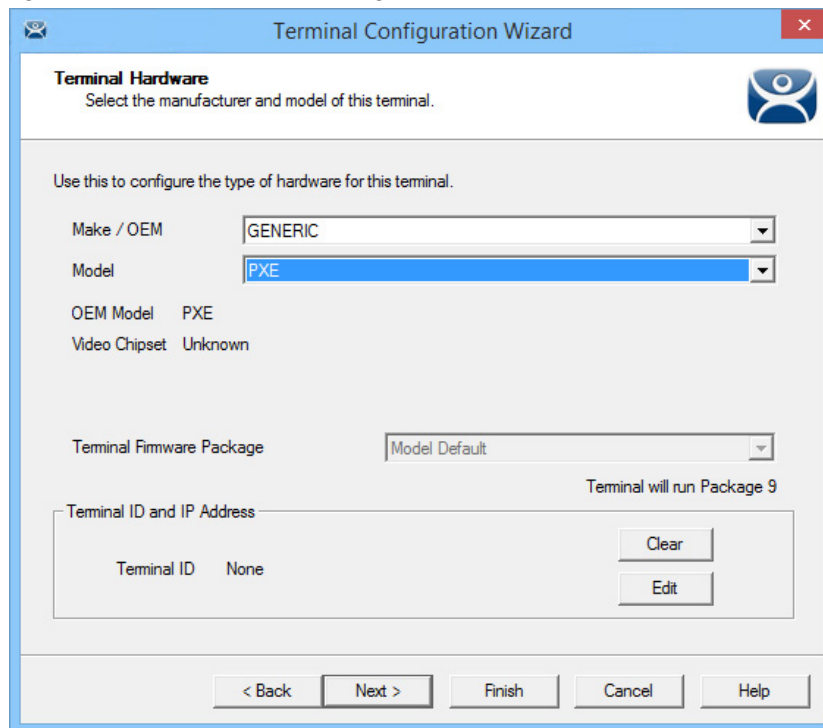 Terminal Configuration Wizard
Terminal Hardware
Select the manufacturer and model of this terminal.
Use this to configure the type of hardware for this terminal.
Make / OEM GENERIC
Model PXE
OEM Model PXE
Video Chipset Unknown
Terminal Firmware Package Model Default
Terminal will run Package 9
Terminal ID and IP Address
Clear
Terminal ID None
Edit
< Back Next > Finish Cancel Help